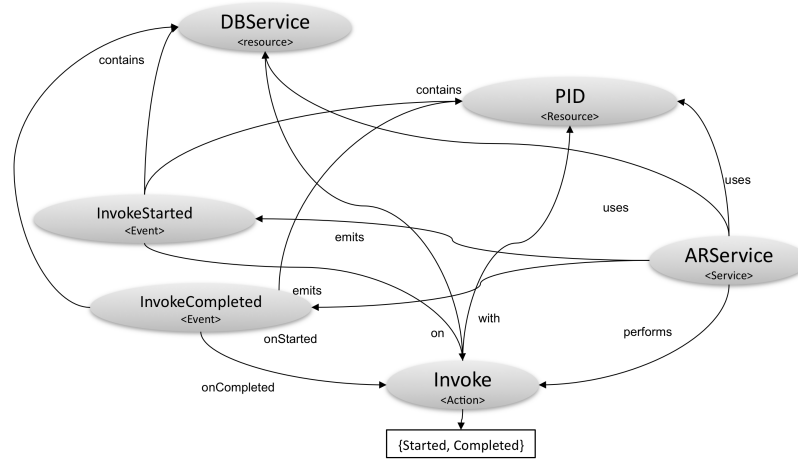 DBService
<resource>
contains
contains
PID
<Resource>
uses
InvokeStarted
<Event>
uses
emits
ARService
<Service>
InvokeCompleted
<Event>
emits
onStarted
on
with
performs
onCompleted
Invoke
<Action>
{Started, Completed}